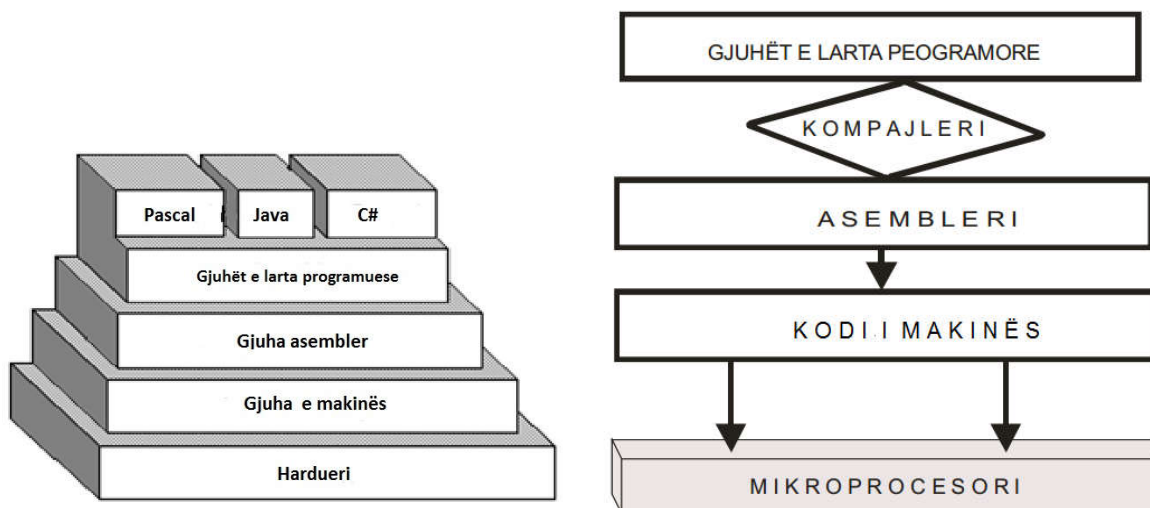 Pascal
Java
C#
Gjuhët e larta programuese
Gjuha asembler
Gjuha e makinës
Hardueri
GJUHËT E LARTA PEOGRAMORE
KOMPAJLERI
ASEMBLERI
KODI I MAKINËS
MIKROPROCESORI